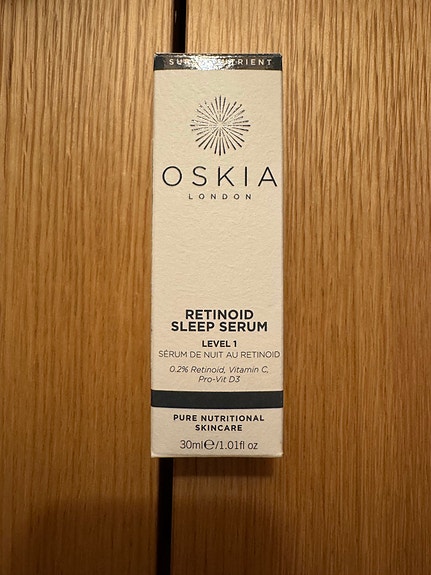 OSKIA
LONDON
RETINOID
SLEEP SERUM
LEVEL 1
SÉRUM DE NUIT AU RETINOID
0.2% Retinoid, Vitamin C,
Pro-Vit D3
PURE NUTRITIONAL
SKINCARE
30ml℮/1.01fl oz